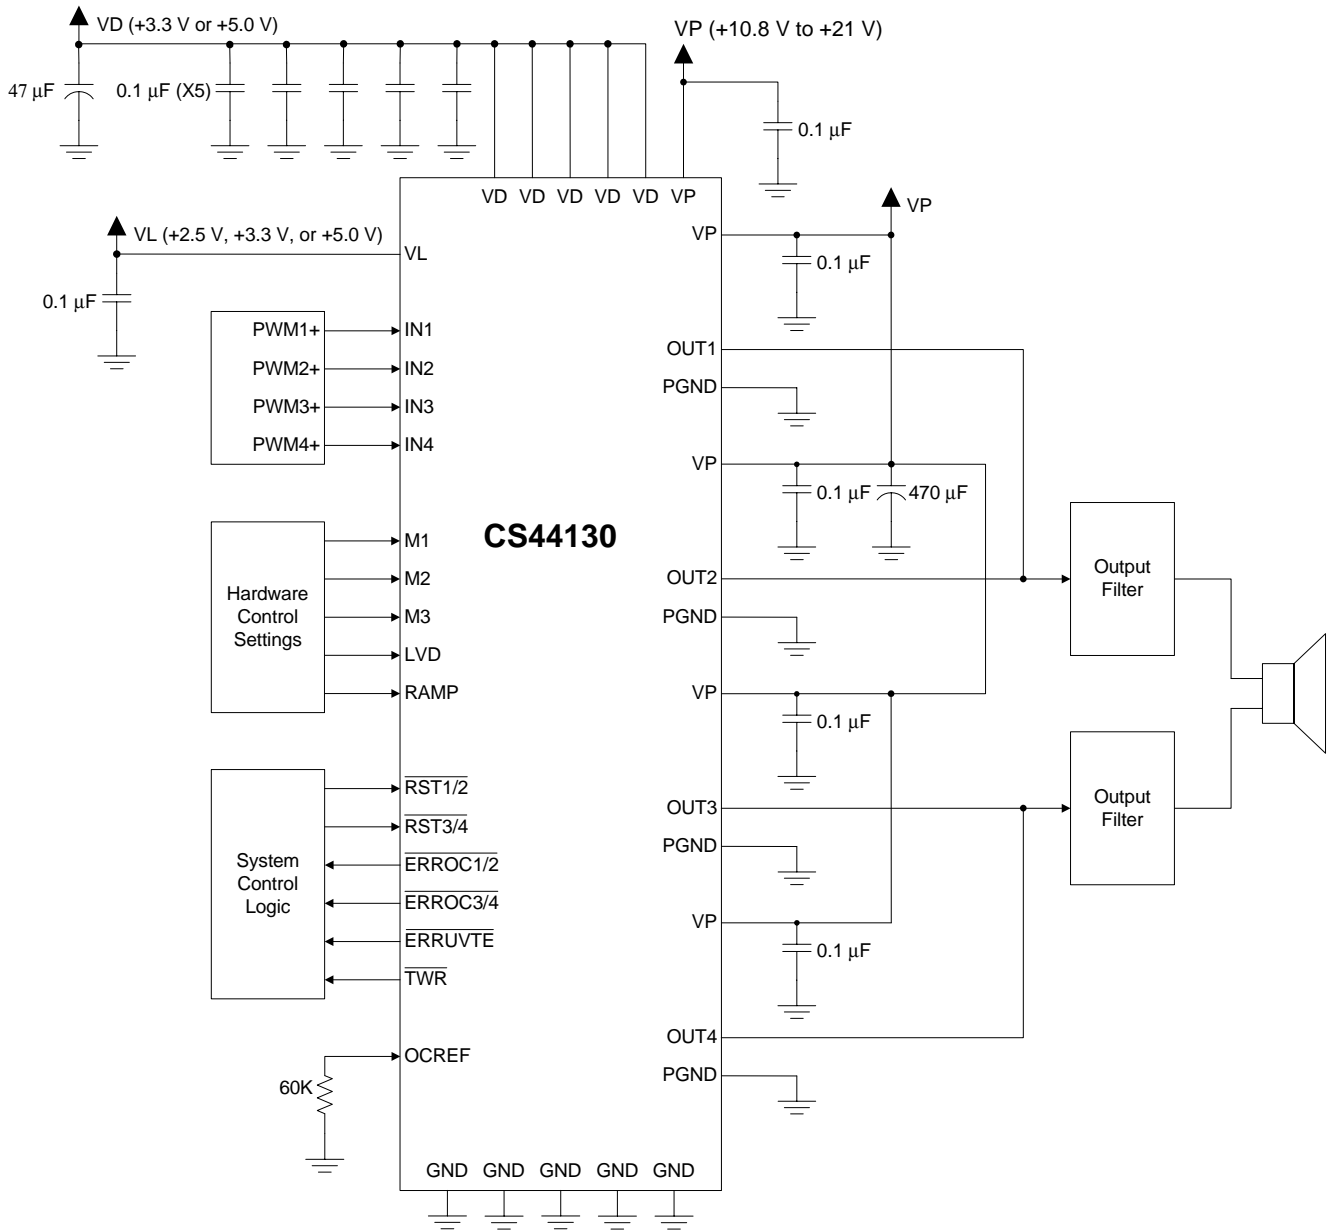 VD (+3.3 V or +5.0 V)
VP (+10.8 V to +21 V)
47 µF
0.1 µF (X5)
0.1 µF
VD VD VD VD VD VP
VP
VP
VL (+2.5 V, +3.3 V, or +5.0 V)
VL
0.1 µF
0.1 µF
PWM1+
IN1
PWM2+
IN2
PWM3+
IN3
PWM4+
IN4
OUT1
PGND
VP
0.1 µF
470 µF
CS44130
Hardware
Control
Settings
M1
M2
M3
LVD
RAMP
OUT2
PGND
VP
0.1 µF
Output
Filter
System
Control
Logic
RST1/2
RST3/4
ERROC1/2
ERROC3/4
ERRUVTE
TWR
OUT3
PGND
VP
0.1 µF
Output
Filter
OUT4
PGND
OCREF
60K
GND GND GND GND GND